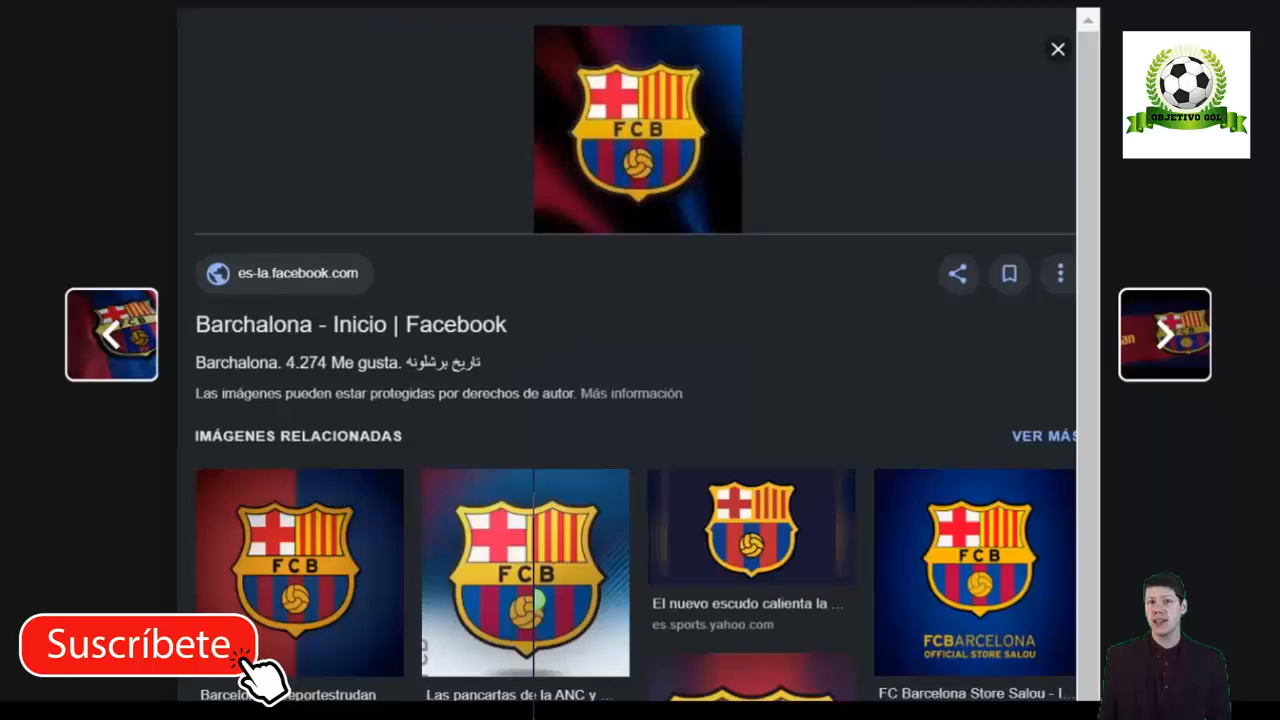 FCB
OBJETIVO GOL
es-la.facebook.com
an
Barchalona - Inicio | Facebook
Barchalona. 4.274 Me gusta. تاريخ برشلونه
Las imágenes pueden estar protegidas por derechos de autor. Más información
IMÁGENES RELACIONADAS
VER MÁS
FCB
FCB
FCB
El nuevo escudo calienta la ...
es.sports.yahoo.com
FCBARCELONA
OFFICIAL STORE SALOU
Suscríbete
Las pancartas de la ANC y ...
FC Barcelona Store Salou - I...